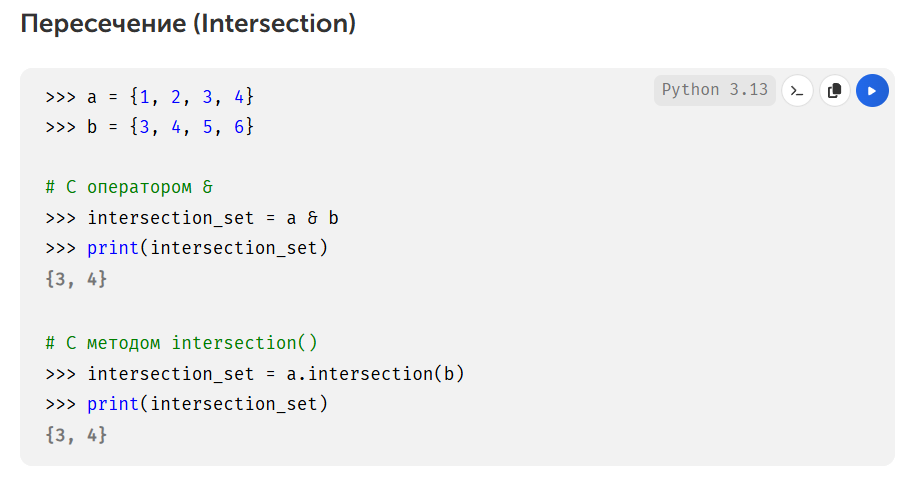 Пересечение (Intersection)
Python 3.13
>>> a = {1, 2, 3, 4}
>>> b = {3, 4, 5, 6}
# С оператором &
>>> intersection_set = a & b
>>> print(intersection_set)
{3, 4}
# С методом intersection()
>>> intersection_set = a.intersection(b)
>>> print(intersection_set)
{3, 4}